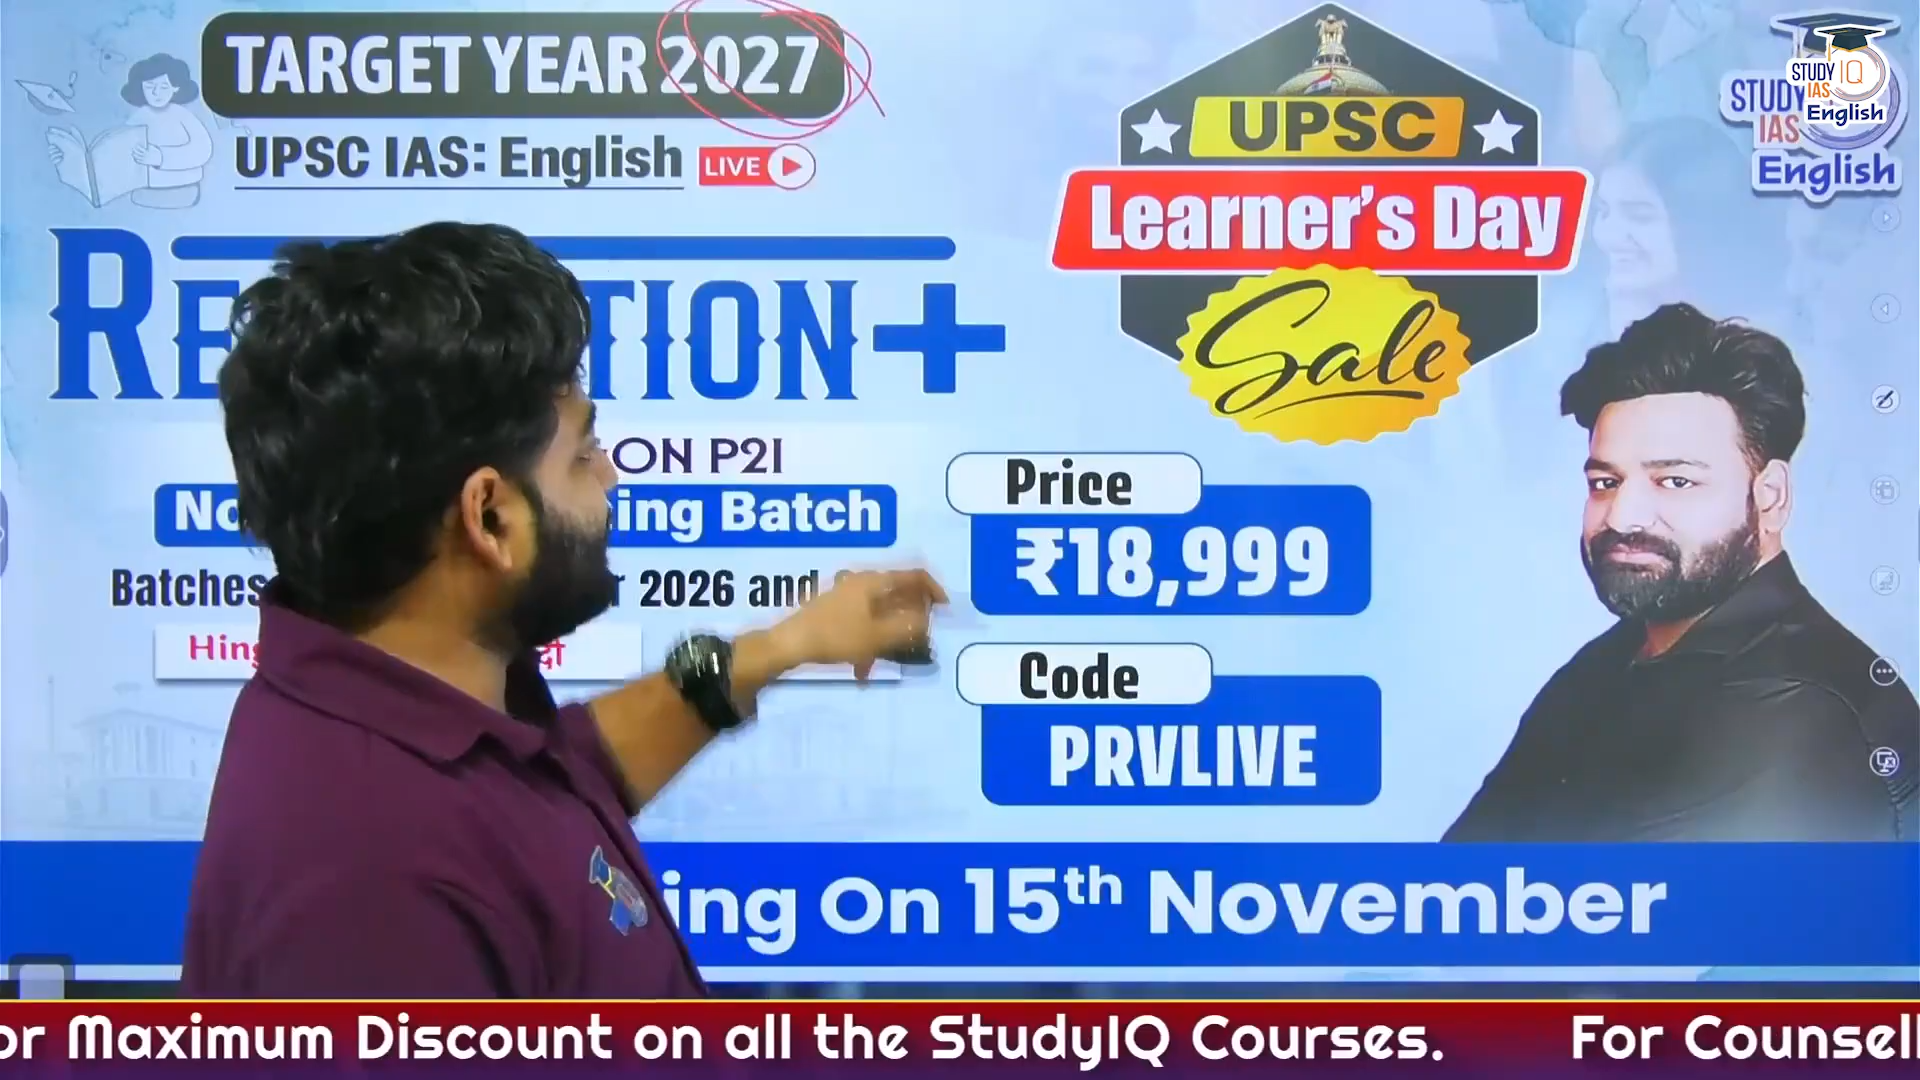 TARGET YEAR 2027
UPSC IAS: English LIVE
TION+
ON P2I
ing Batch
Batches 2026 and
UPSC
Learner's Day
Sale
Price
₹18,999
Code
PRVLIVE
ing On 15th November
STUDY IQ
IAS
English
STUDY
IAS
English
or Maximum Discount on all the StudyIQ Courses. For Counsell